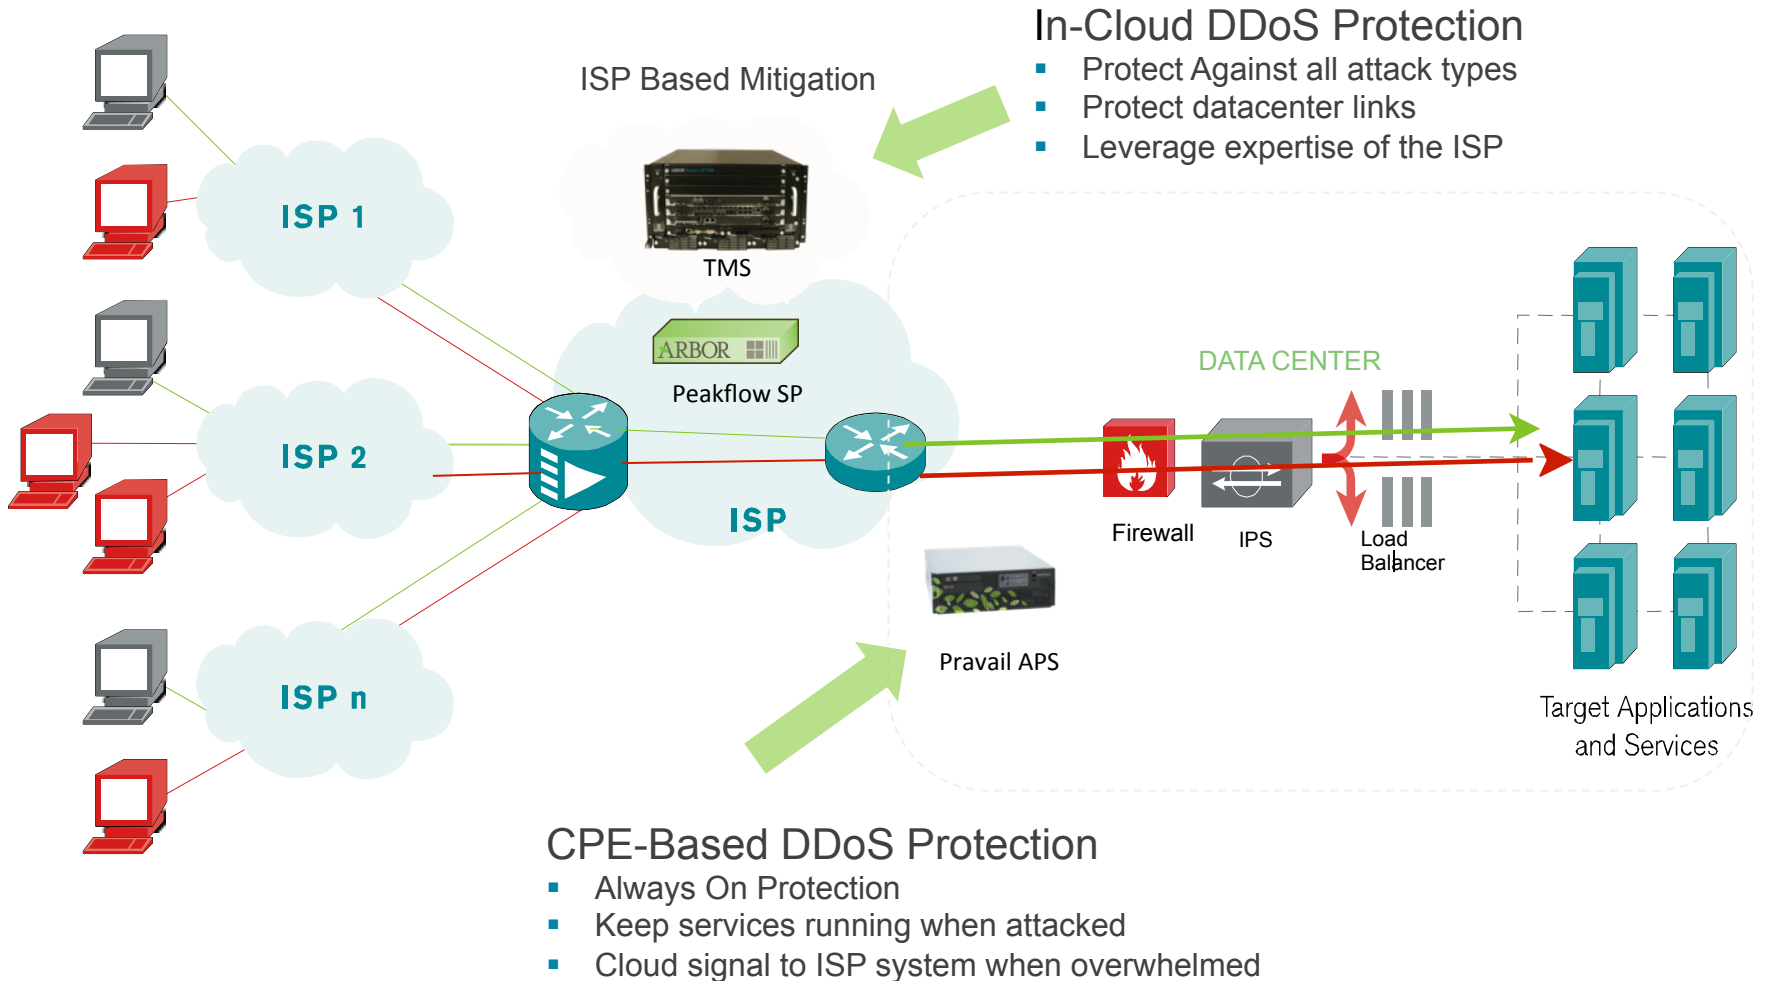 In-Cloud DDoS Protection
Protect Against all attack types
Protect datacenter links
Leverage expertise of the ISP
ISP Based Mitigation
TMS
ISP 1
ARBOR
Peakflow SP
ISP 2
ISP
DATA CENTER
Firewall
IPS
Load
Balancer
Pravail APS
ISP n
Target Applications
and Services
CPE-Based DDoS Protection
Always On Protection
Keep services running when attacked
Cloud signal to ISP system when overwhelmed